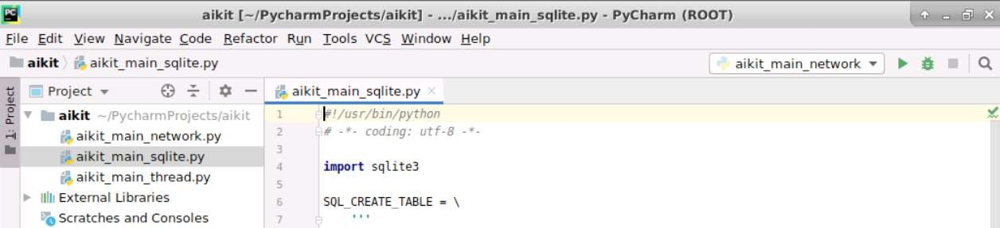 PC
aikit [~/PycharmProjects/aikit] - .../aikit_main_sqlite.py - PyCharm (ROOT)
File Edit View Navigate Code Refactor Run Tools VCS Window Help
aikit aikit_main_sqlite.py
aikit_main_network
1: Project
Project
aikit_main_sqlite.py
aikit ~/PycharmProjects/aikit
aikit_main_network.py
aikit_main_sqlite.py
aikit_main_thread.py
External Libraries
Scratches and Consoles
1 #!/usr/bin/python
2 # -*- coding: utf-8 -*-
3
4 import sqlite3
5
6 SQL_CREATE_TABLE = \
7 '''